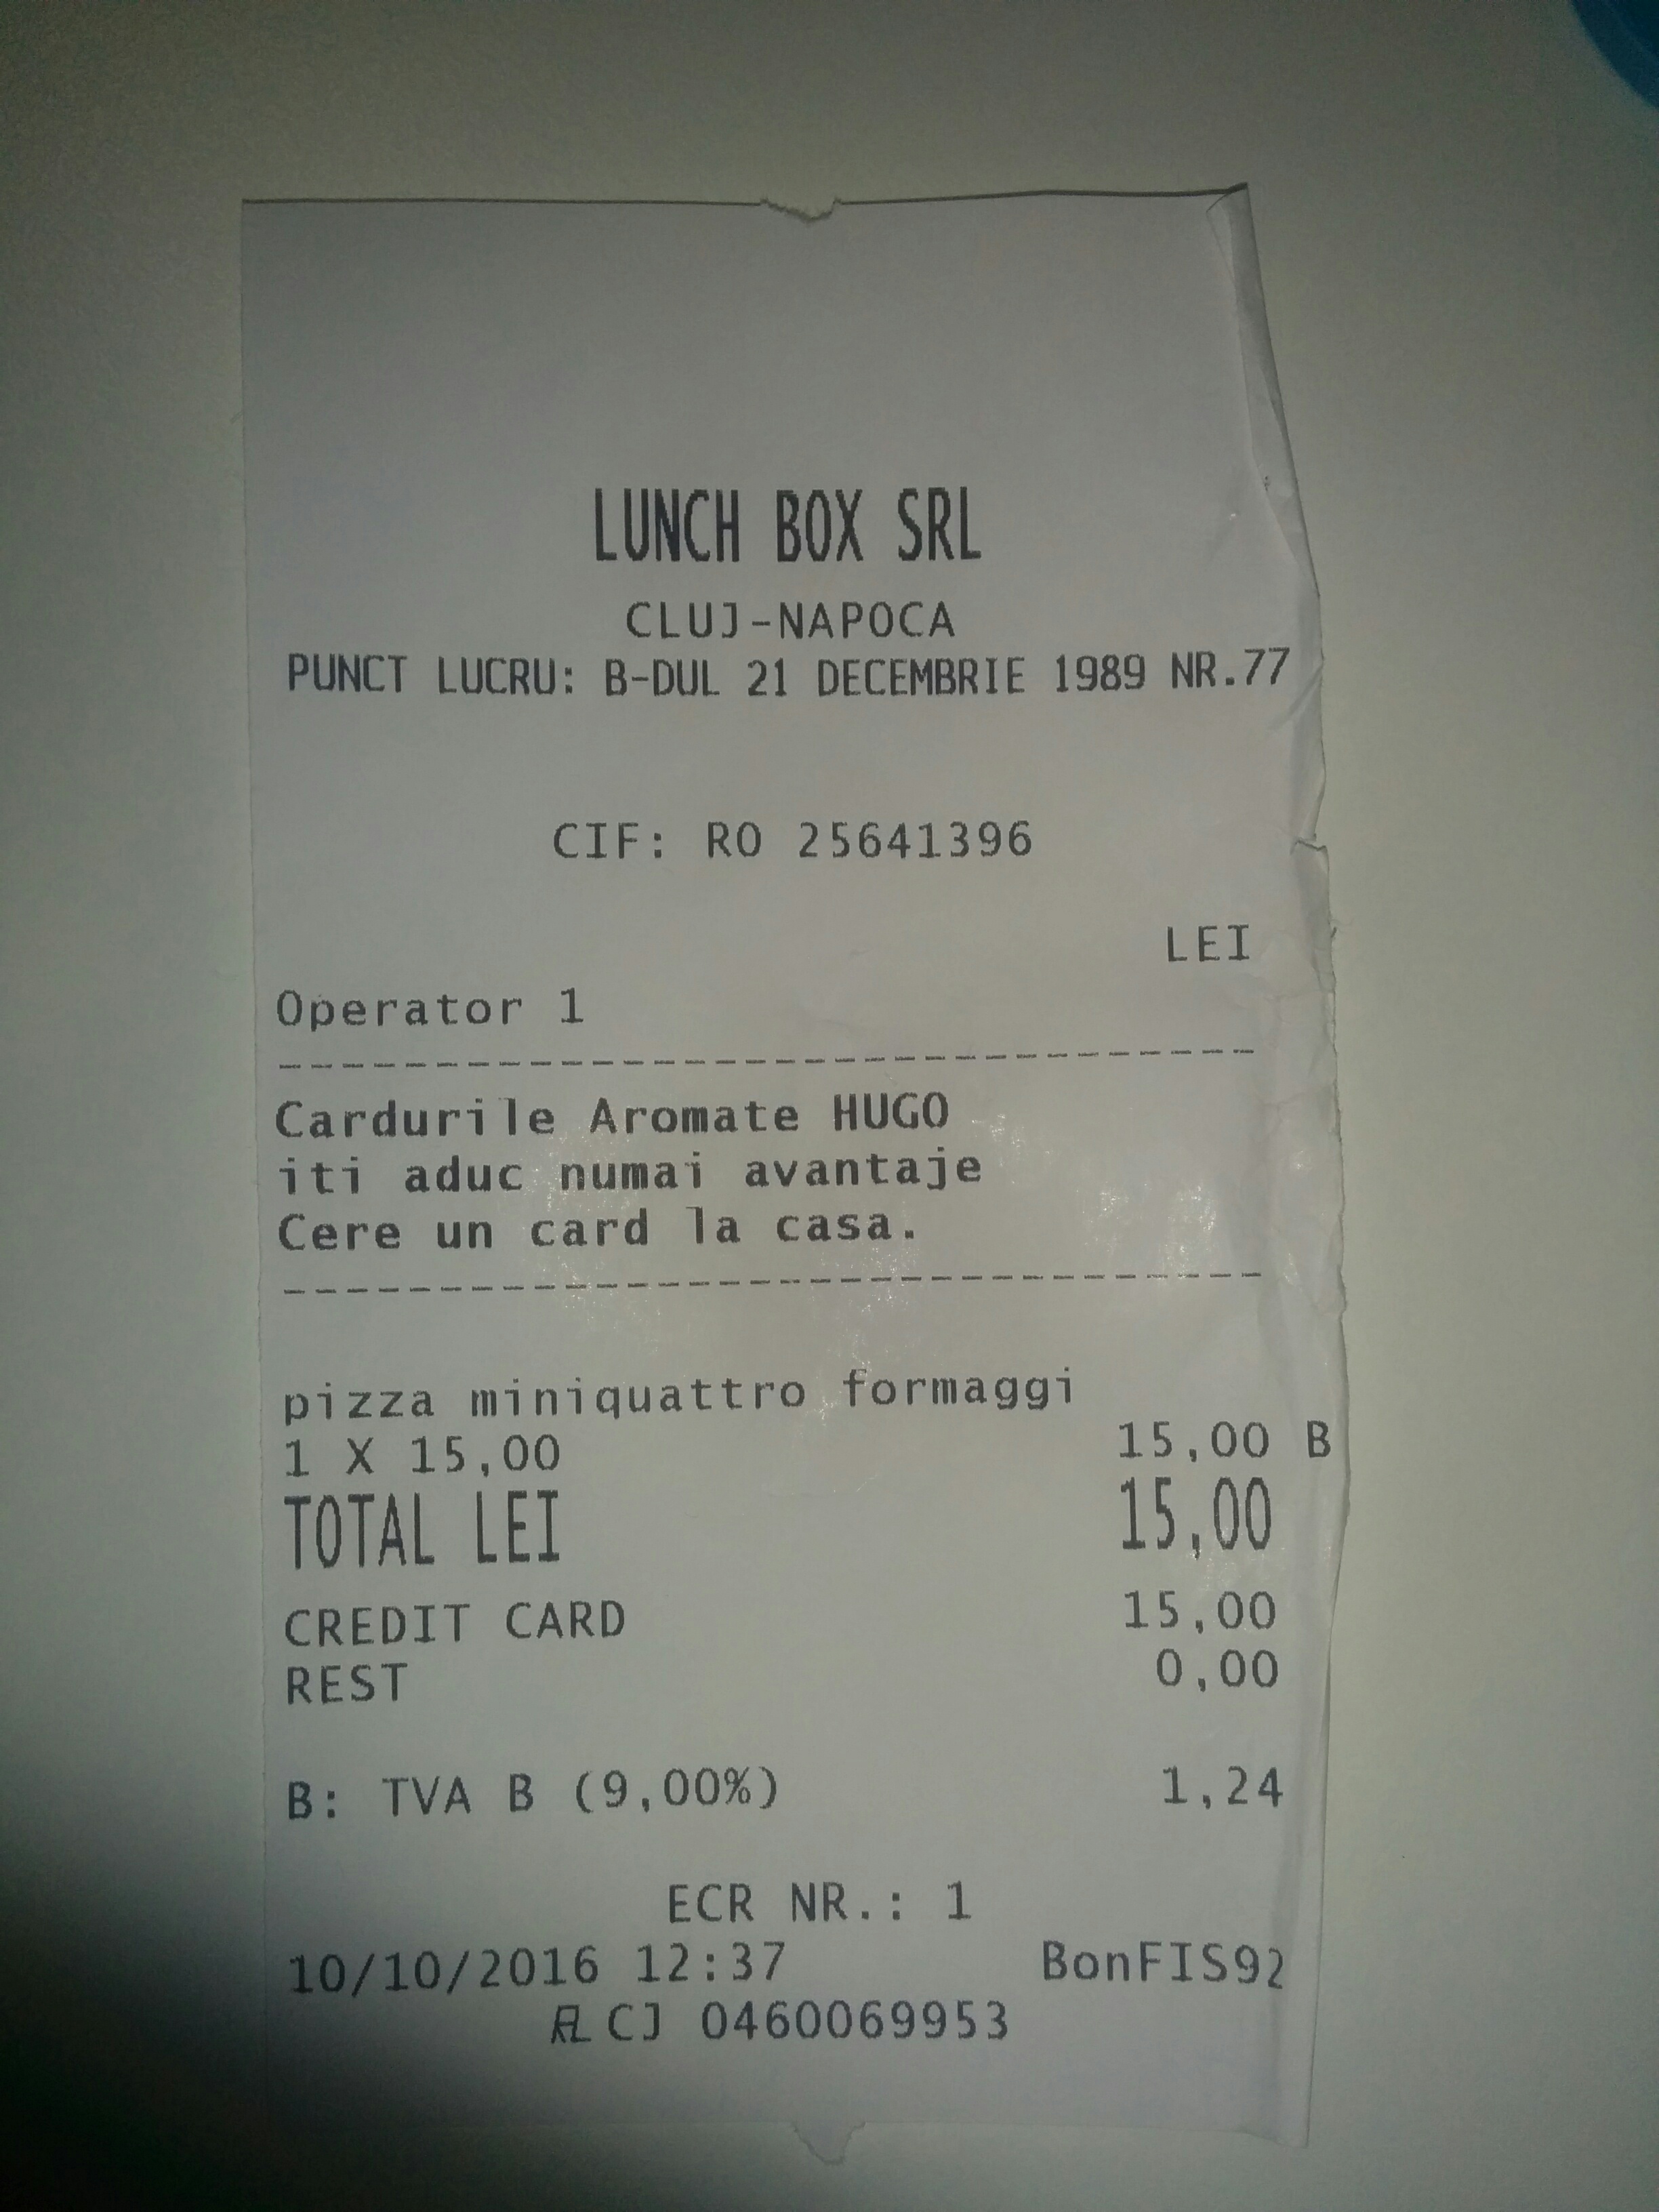 LUNCH BOX SRL
CLUJ-NAPOCA
PUNCT LUCRU: B-DUL 21 DECEMBRIE 1989 NR.77
CIF: RO 25641396
LEI
Operator 1
--------------------------------
Cardurile Aromate HUGO
iti aduc numai avantaje
Cere un card la casa.
--------------------------------
pizza miniquattro formaggi
1 X 15,00 15,00 B
TOTAL LEI 15,00
CREDIT CARD 15,00
REST 0,00
B: TVA B (9,00%) 1,24
ECR NR.: 1
10/10/2016 12:37 BonFIS92
CJ 0460069953